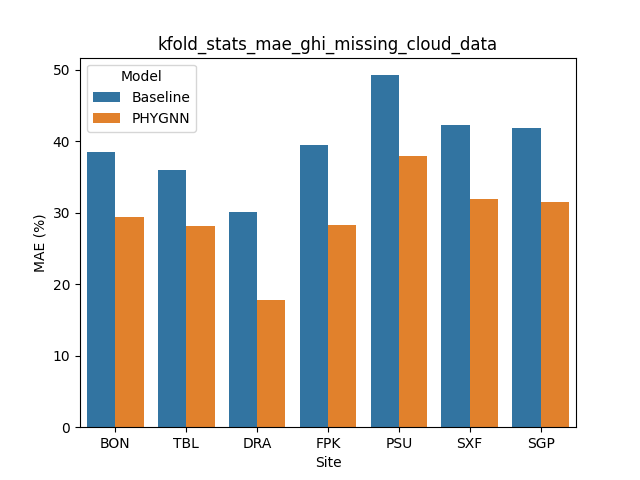 kfold_stats_mae_ghi_missing_cloud_data
Model
Baseline
PHYGNN
MAE (%)
50
40
30
20
10
0
BON TBL DRA FPK PSU SXF SGP
Site